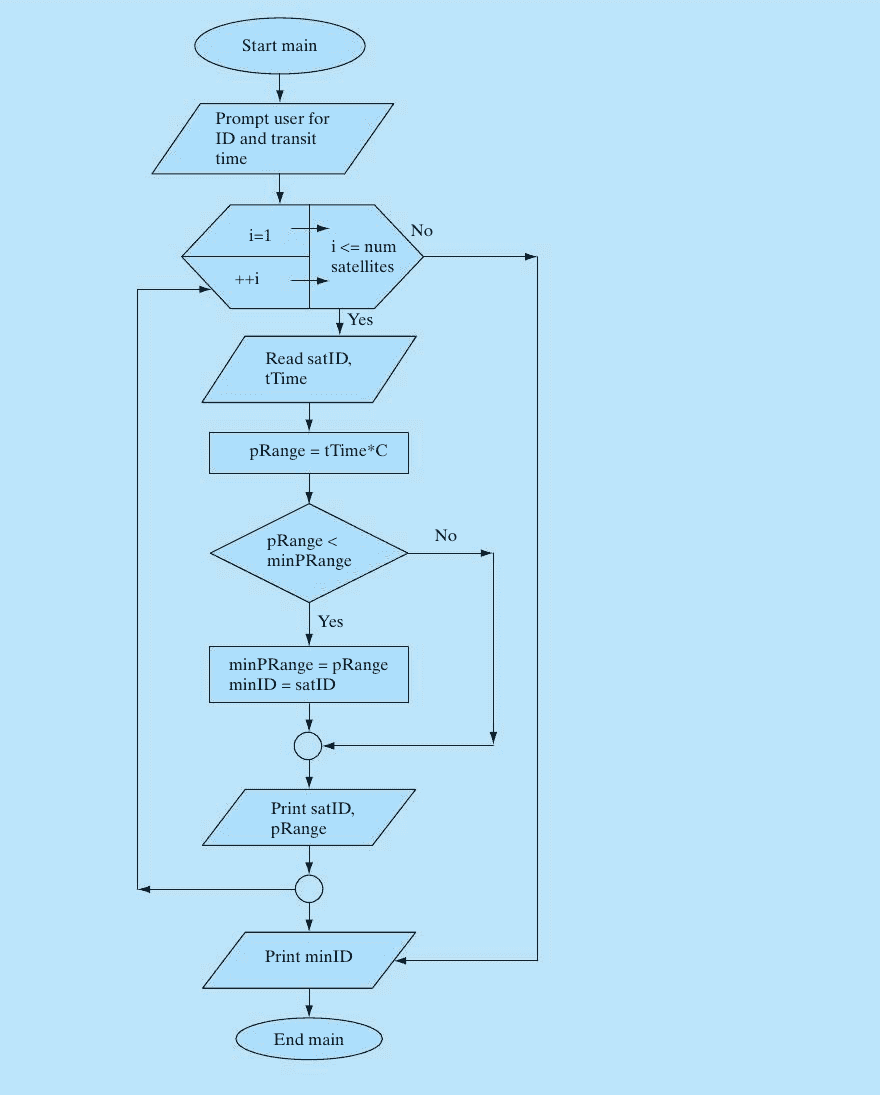 Start main
Prompt user for
ID and transit
time
i=1
++i
i <= num
satellites
No
Yes
Read satID,
tTime
pRange = tTime*C
pRange <
minPRange
No
Yes
minPRange = pRange
minID = satID
Print satID,
pRange
Print minID
End main